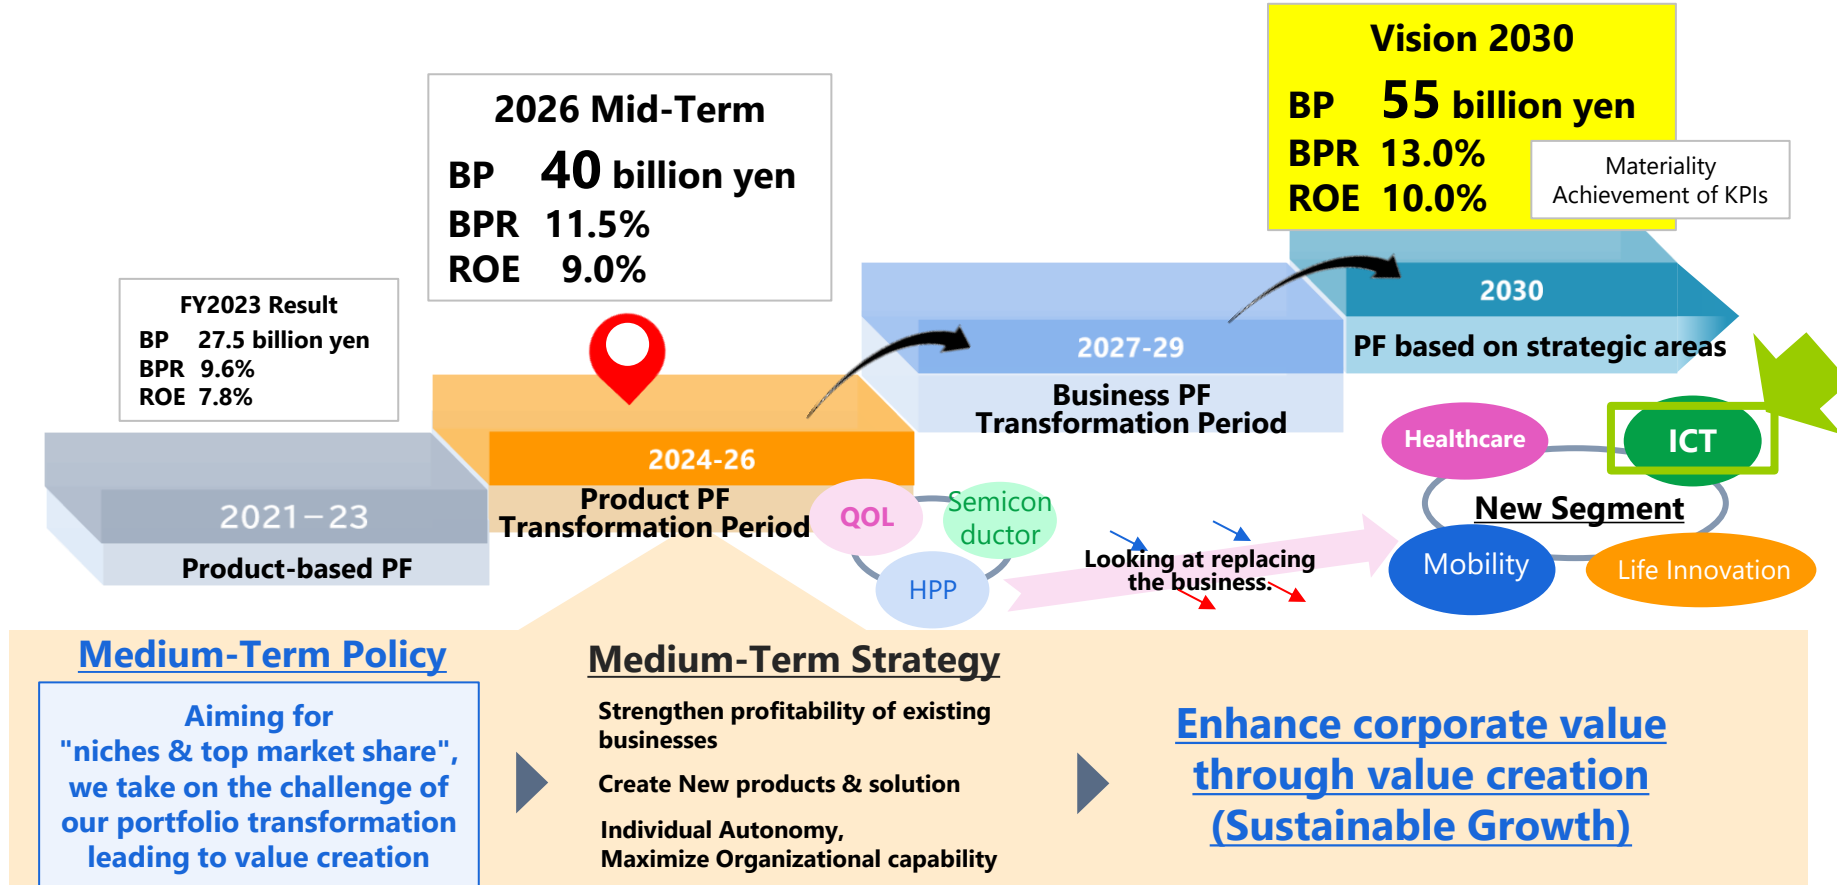 Vision 2030
BP 55 billion yen
BPR 13.0%
ROE 10.0%
Materiality
Achievement of KPIs
2026 Mid-Term
BP 40 billion yen
BPR 11.5%
ROE 9.0%
FY2023 Result
BP 27.5 billion yen
BPR 9.6%
ROE 7.8%
2030
PF based on strategic areas
2027-29
Business PF
Transformation Period
2024-26
Product PF
Transformation Period
2021-23
Product-based PF
QOL
Semicon
ductor
HPP
Looking at replacing
the business.
Healthcare
ICT
New Segment
Mobility
Life Innovation
Medium-Term Policy
Aiming for
"niches & top market share",
we take on the challenge of
our portfolio transformation
leading to value creation
Medium-Term Strategy
Strengthen profitability of existing
businesses
Create New products & solution
Individual Autonomy,
Maximize Organizational capability
Enhance corporate value
through value creation
(Sustainable Growth)